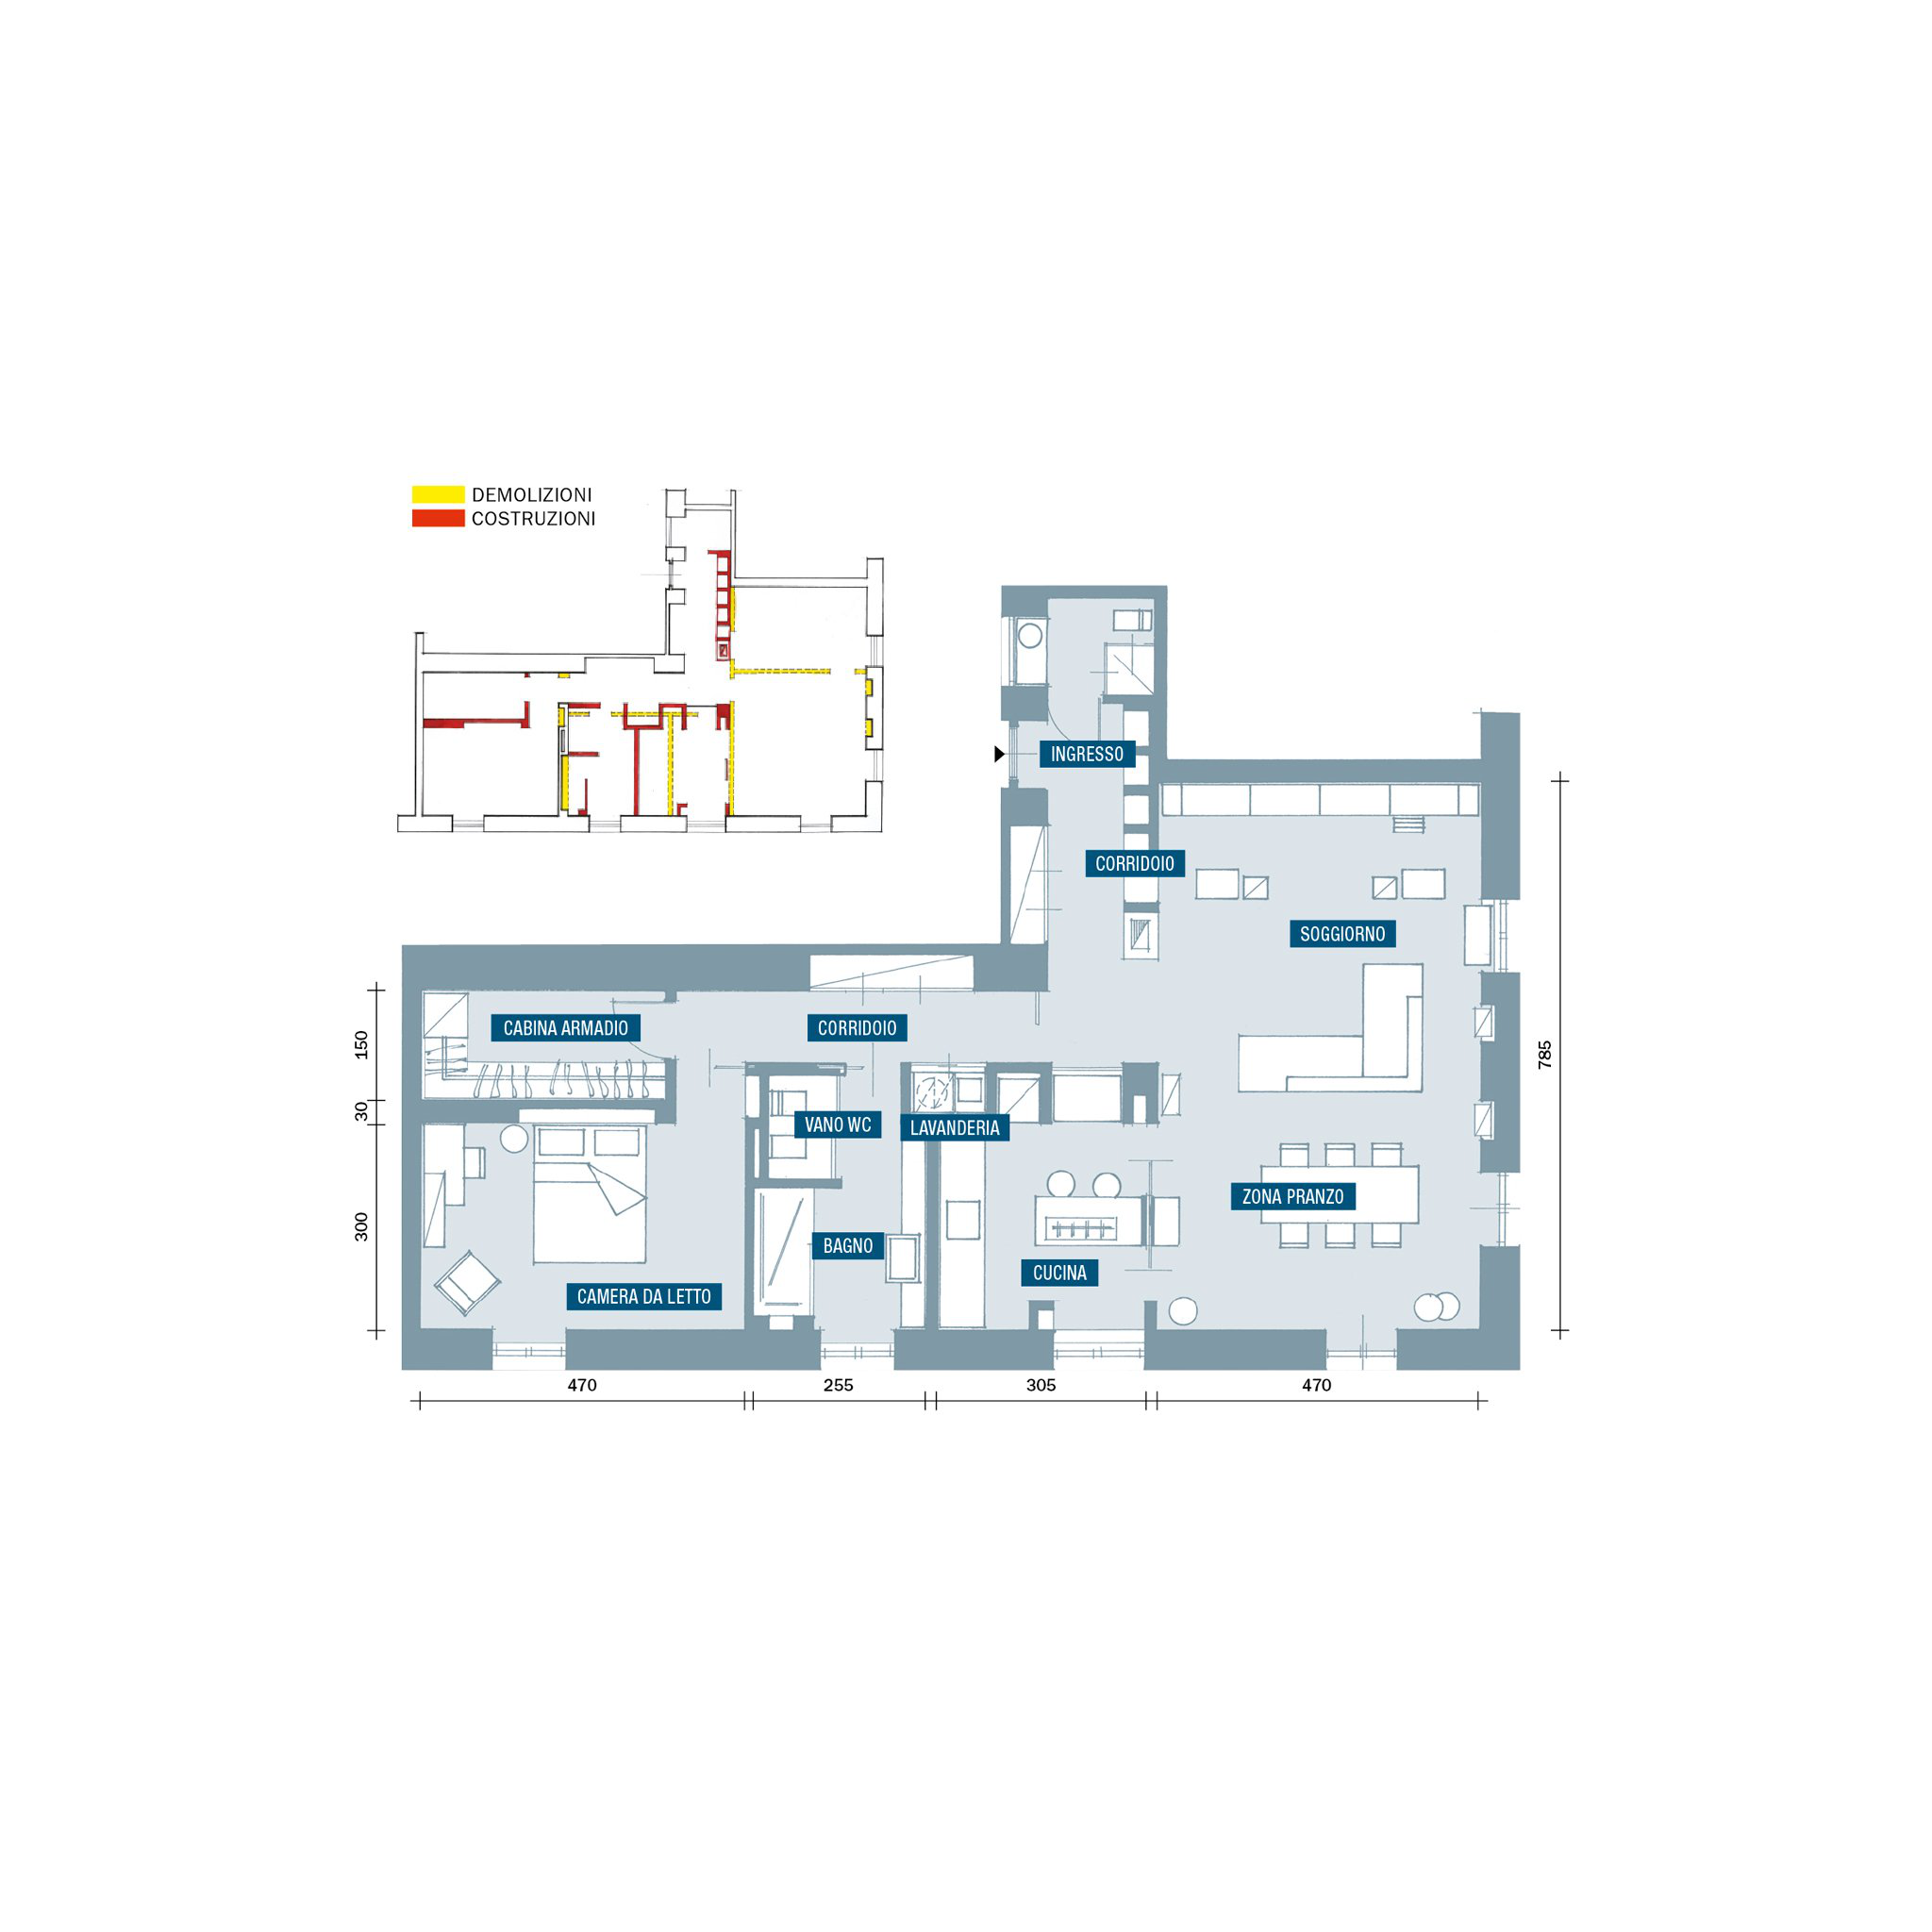 DEMOLIZIONI
COSTRUZIONI
INGRESSO
CORRIDOIO
SOGGIORNO
CABINA ARMADIO
CORRIDOIO
VANO WC
LAVANDERIA
ZONA PRANZO
BAGNO
CUCINA
CAMERA DA LETTO
150
30
300
785
470
255
305
470